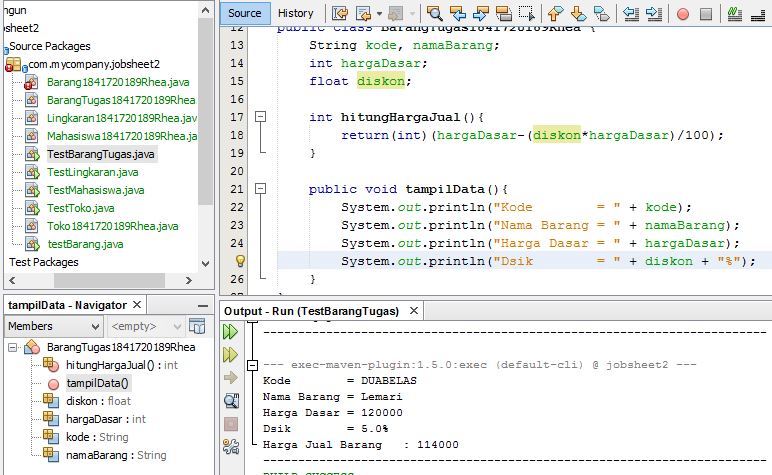 ngun
Source
History
bsheet2
Source Packages
com.mycompany.jobsheet2
Barang1841720189Rhea.java
BarangTugas1841720189Rhea
Lingkaran1841720189Rhea.ja
Mahasiswa1841720189Rhea.ja
TestBarangTugas.java
TestLingkaran.java
TestMahasiswa.java
TestToko.java
Toko1841720189Rhea.java
testBarang.java
Test Packages
12 public class BarangTugas1841720189Rhea {
13 String kode, namaBarang;
14 int hargaDasar;
15 float diskon;
16
17 int hitungHargaJual(){
18 return(int)(hargaDasar-(diskon*hargaDasar)/100);
19 }
20
21 public void tampilData(){
22 System.out.println("Kode = " + kode);
23 System.out.println("Nama Barang = " + namaBarang);
24 System.out.println("Harga Dasar = " + hargaDasar);
System.out.println("Dsik = " + diskon + "%");
26 }
tampilData - Navigator
Members
<empty>
BarangTugas1841720189Rhea
hitungHargaJual() : int
tampilData()
diskon : float
hargaDasar : int
kode : String
namaBarang : String
Output - Run (TestBarangTugas)
------------------------------------------------------------------------
--- exec-maven-plugin:1.5.0:exec (default-cli) @ jobsheet2 ---
Kode = DUABELAS
Nama Barang = Lemari
Harga Dasar = 120000
Dsik = 5.0%
Harga Jual Barang : 114000
------------------------------------------------------------------------
BUILD SUCCESS